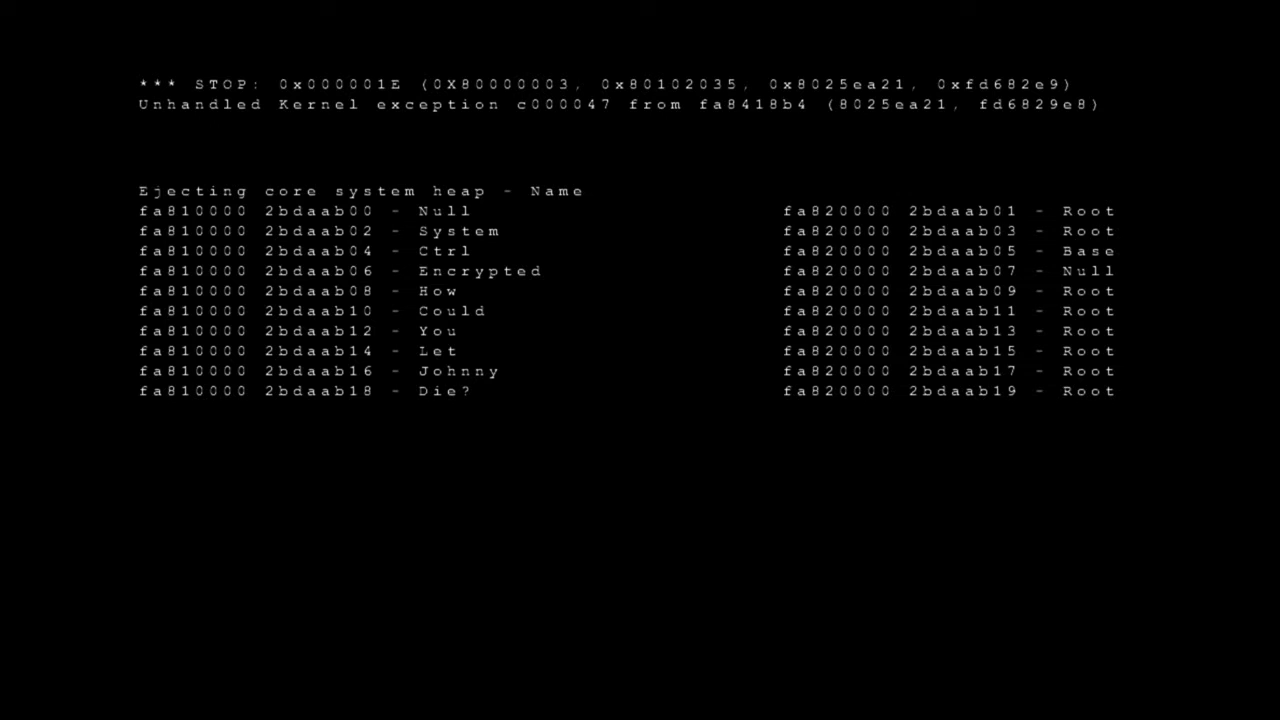 *** STOP: 0x000001E (0X80000003, 0x80102035, 0x8025ea21, 0xfd682e9)
Unhandled Kernel exception c000047 from fa8418b4 (8025ea21, fd6829e8)
Ejecting core system heap - Name
fa810000 2bdaab00 - Null fa820000 2bdaab01 - Root
fa810000 2bdaab02 - System fa820000 2bdaab03 - Root
fa810000 2bdaab04 - Ctrl fa820000 2bdaab05 - Base
fa810000 2bdaab06 - Encrypted fa820000 2bdaab07 - Null
fa810000 2bdaab08 - How fa820000 2bdaab09 - Root
fa810000 2bdaab10 - Could fa820000 2bdaab11 - Root
fa810000 2bdaab12 - You fa820000 2bdaab13 - Root
fa810000 2bdaab14 - Let fa820000 2bdaab15 - Root
fa810000 2bdaab16 - Johnny fa820000 2bdaab17 - Root
fa810000 2bdaab18 - Die? fa820000 2bdaab19 - Root